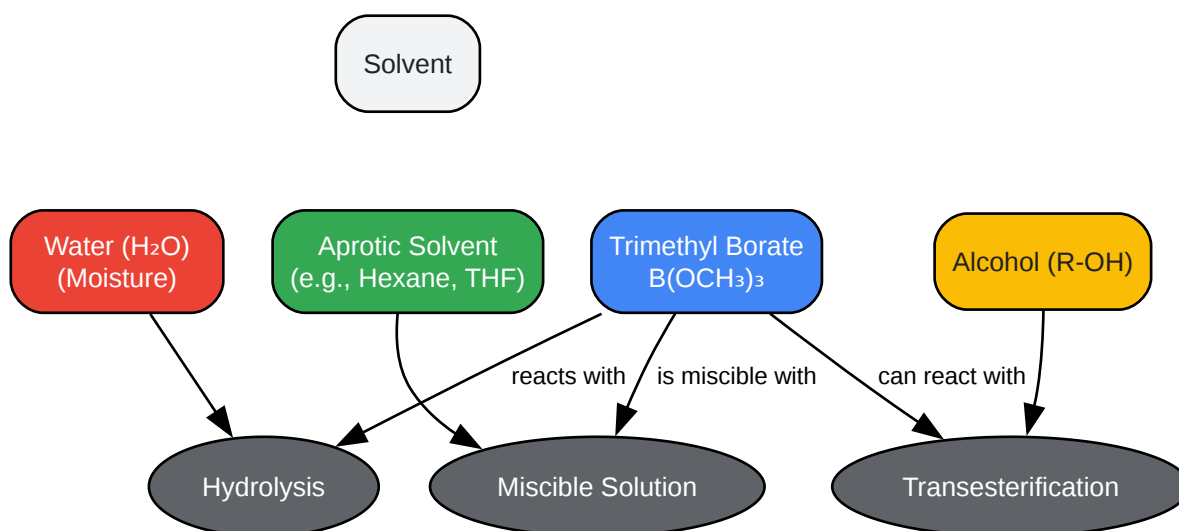 Solvent
Water (H₂O)
(Moisture)
Aprotic Solvent
(e.g., Hexane, THF)
Trimethyl Borate
B(OCH₃)₃
Alcohol (R-OH)
reacts with
is miscible with
can react with
Hydrolysis
Miscible Solution
Transesterification